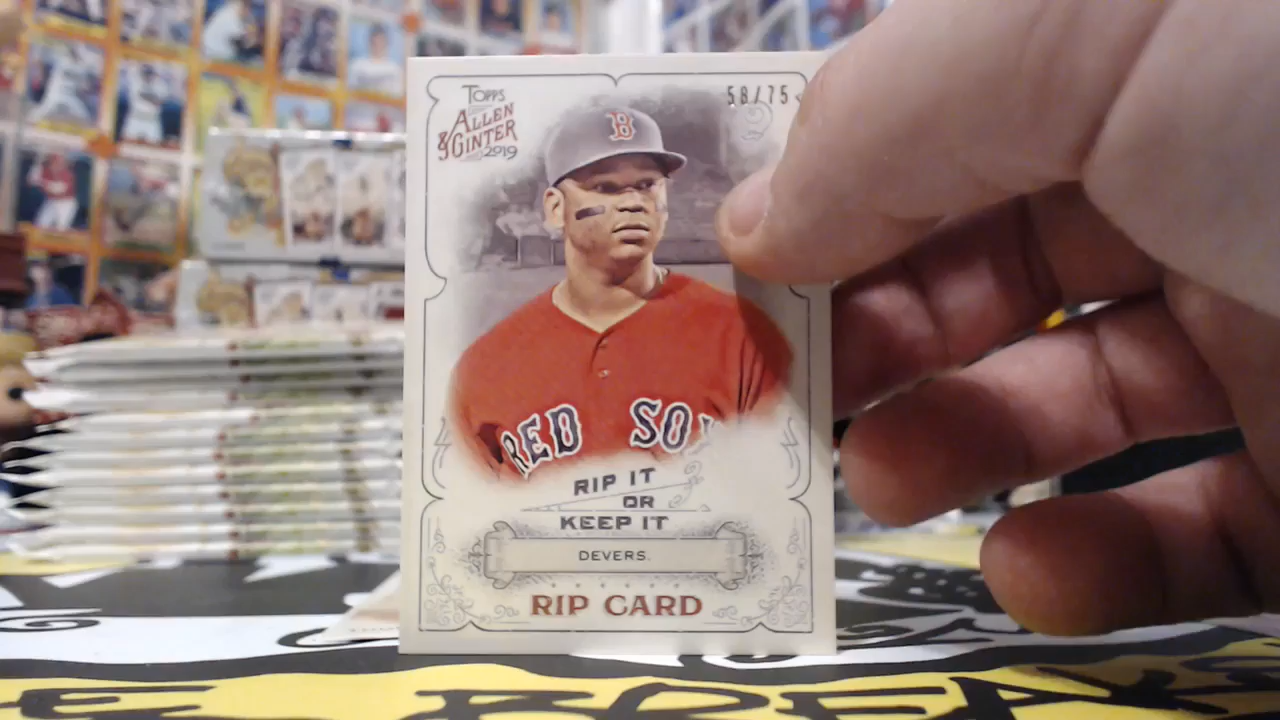 TOPPS
ALLEN
& GINTER
2019
58/75
B
RED SOX
RIP IT
OR
KEEP IT
DEVERS
RIP CARD